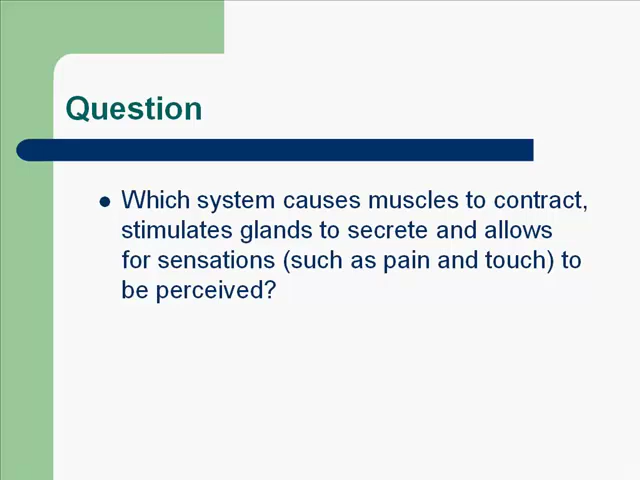 Question
Which system causes muscles to contract,
stimulates glands to secrete and allows
for sensations (such as pain and touch) to
be perceived?